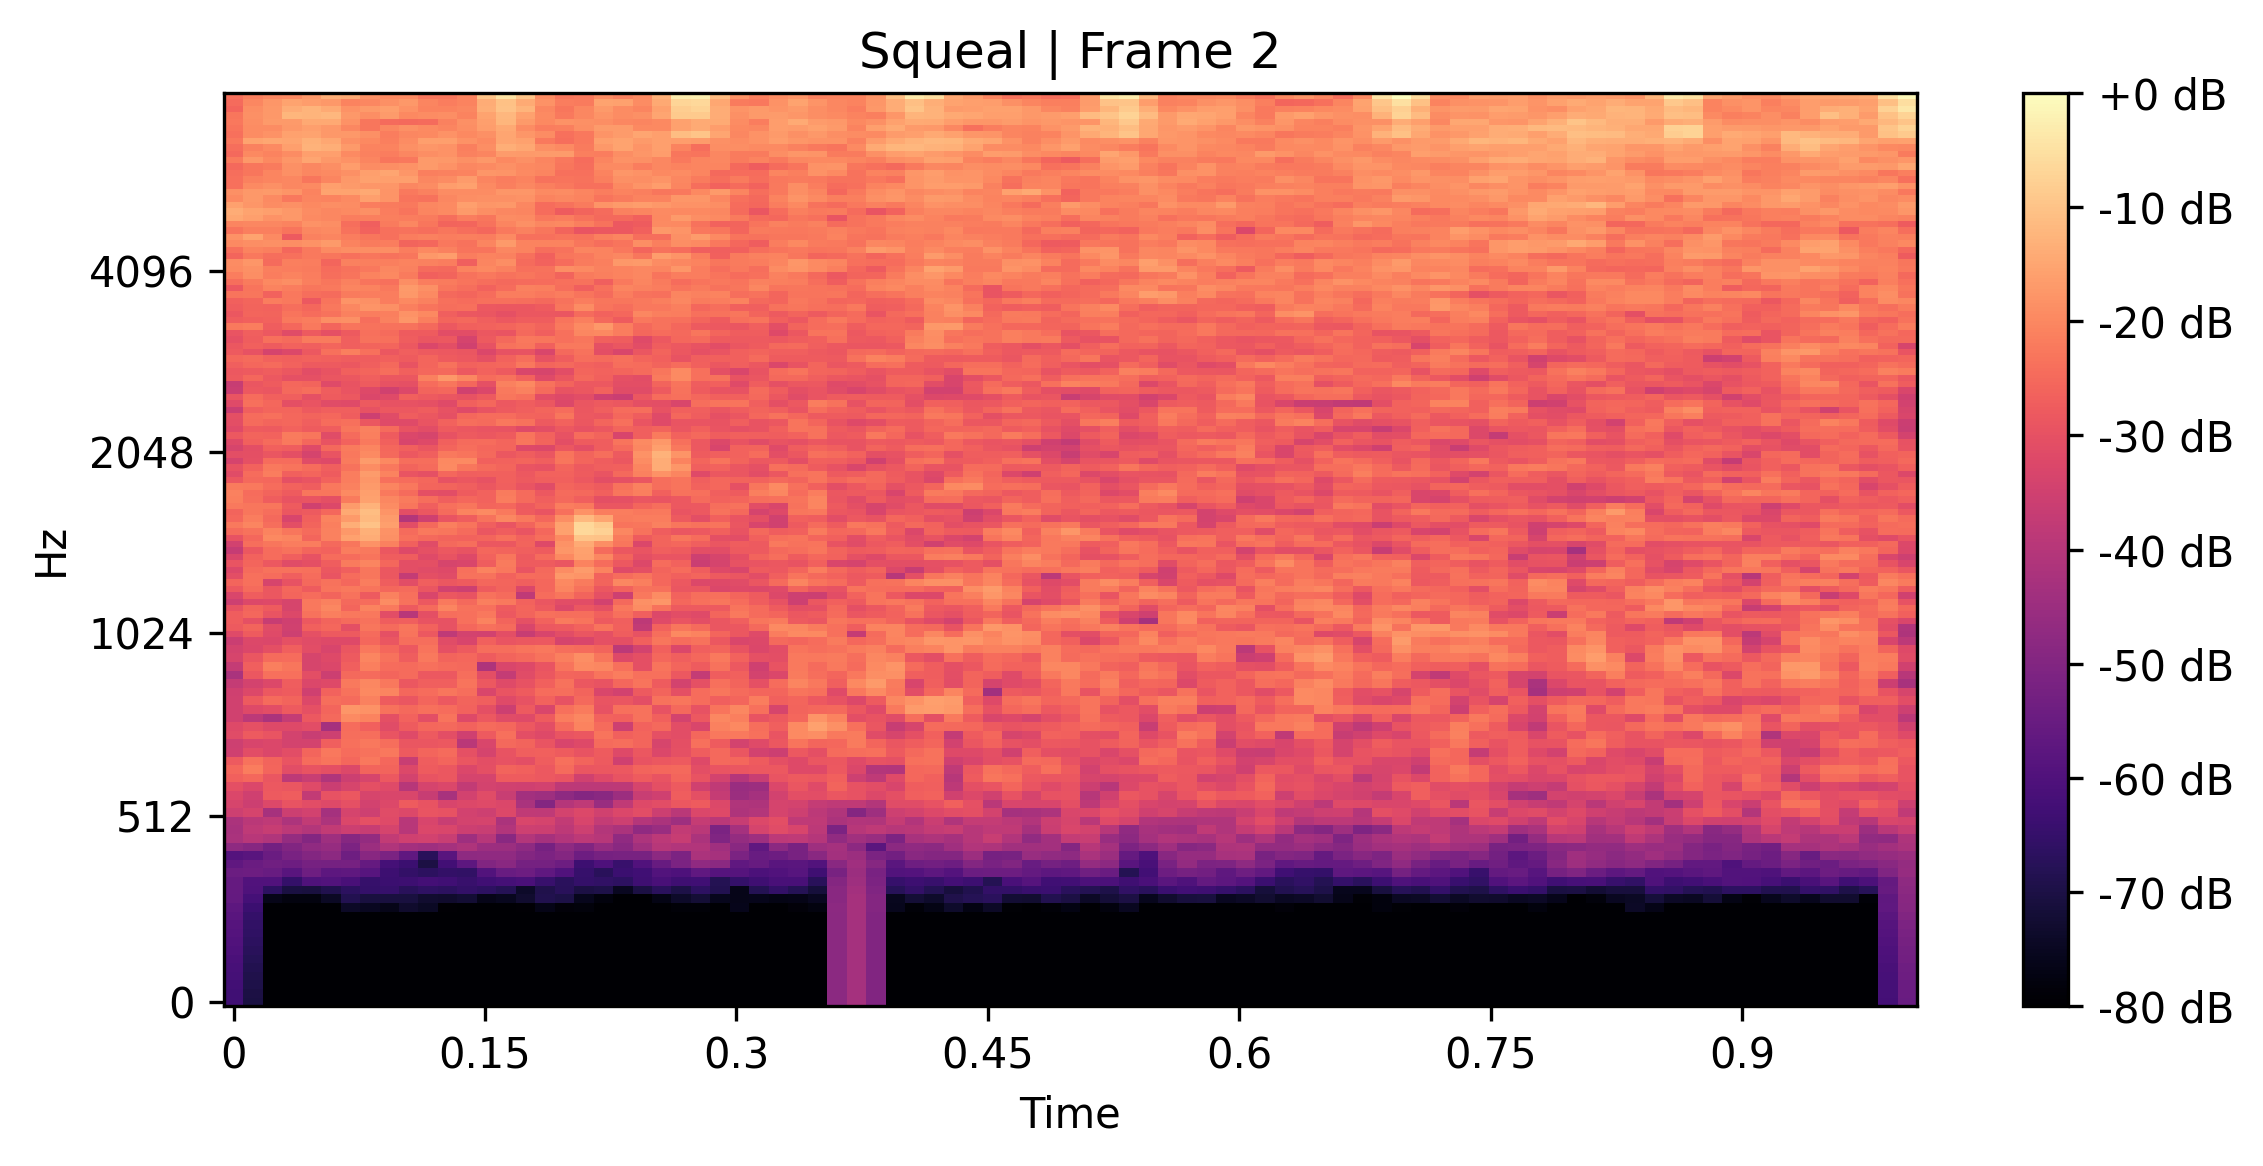 Squeal | Frame 2
+0 dB
-10 dB
-20 dB
-30 dB
-40 dB
-50 dB
-60 dB
-70 dB
-80 dB
Hz
4096
2048
1024
512
0
0 0.15 0.3 0.45 0.6 0.75 0.9
Time